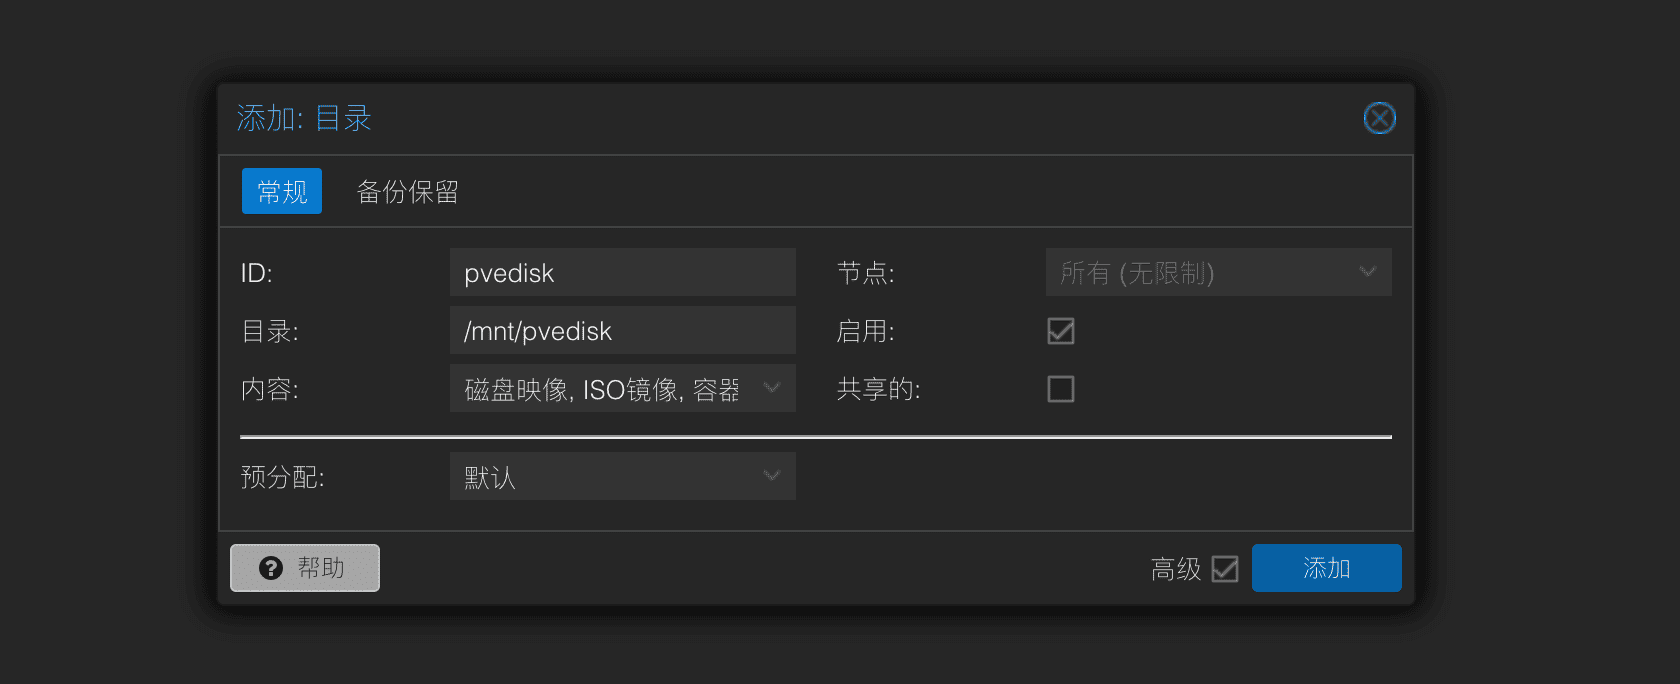 添加: 目录
常规 备份保留
ID: pvedisk 节点: 所有 (无限制)
目录: /mnt/pvedisk 启用:
内容: 磁盘映像, ISO镜像, 容器 共享的:
预分配: 默认
帮助 高级 添加